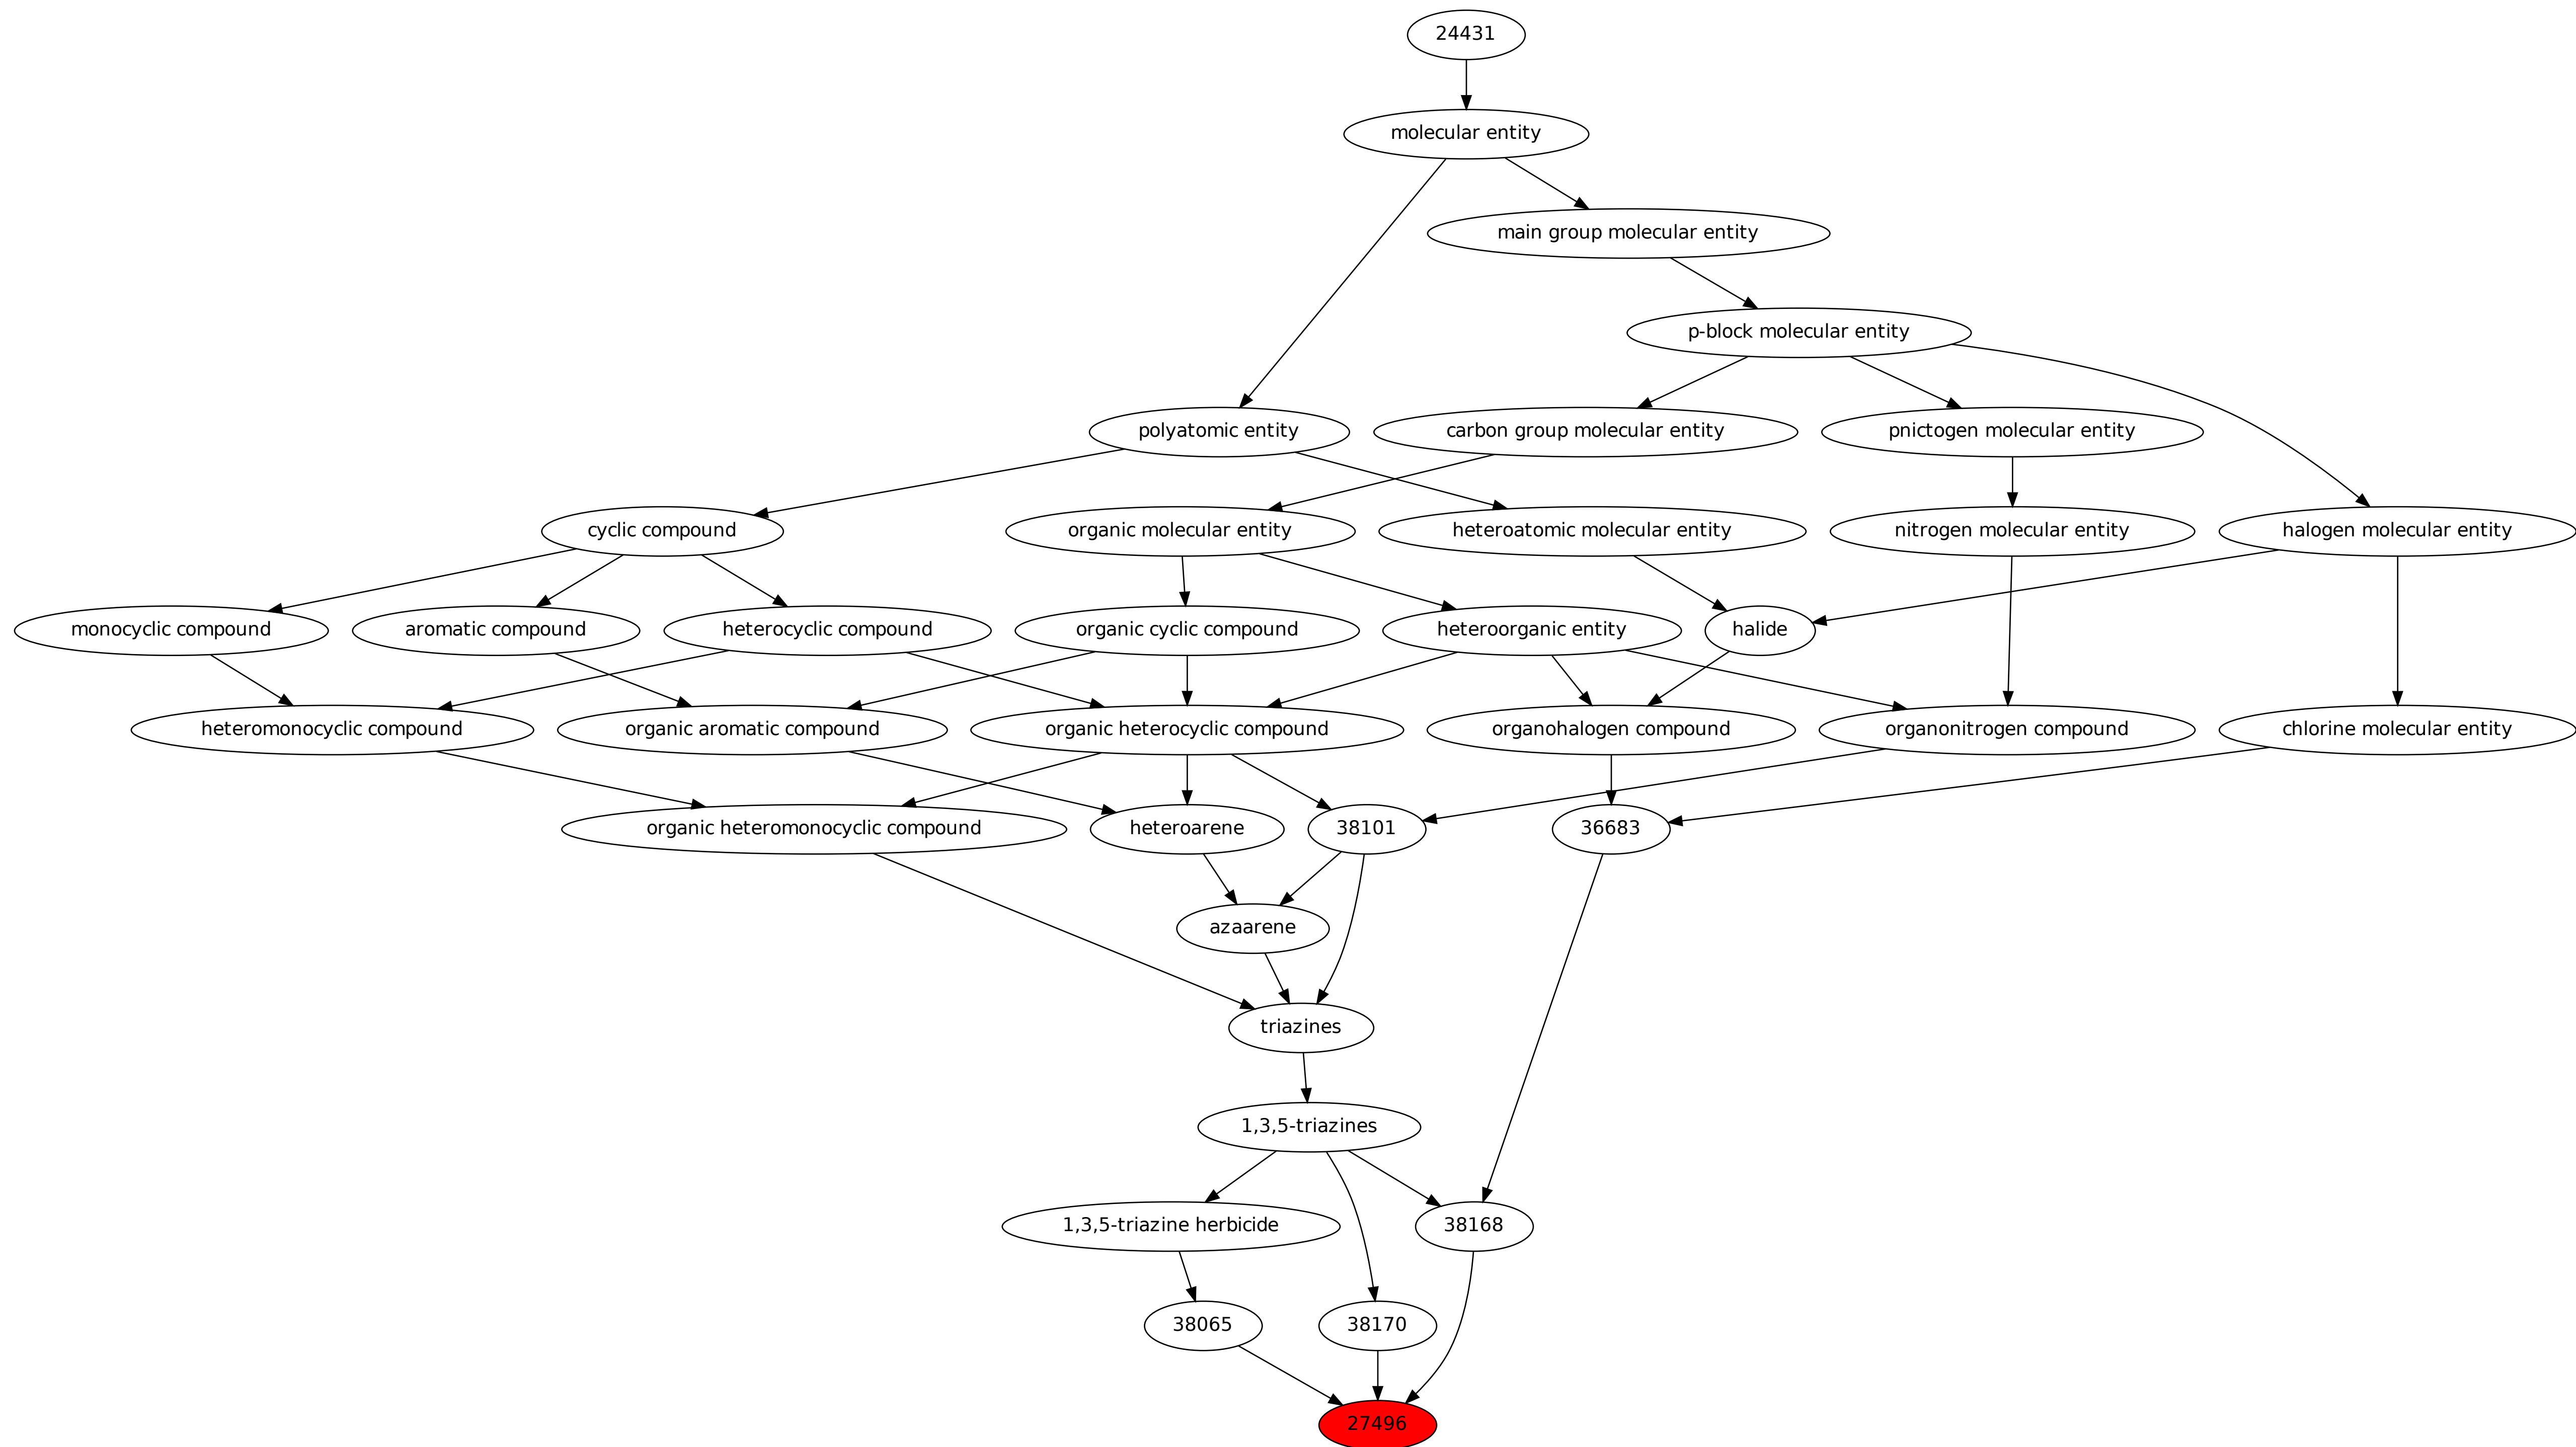 24431
molecular entity
main group molecular entity
p-block molecular entity
polyatomic entity
carbon group molecular entity
pnictogen molecular entity
cyclic compound
organic molecular entity
heteroatomic molecular entity
nitrogen molecular entity
halogen molecular entity
monocyclic compound
aromatic compound
heterocyclic compound
organic cyclic compound
heteroorganic entity
halide
heteromonocyclic compound
organic aromatic compound
organic heterocyclic compound
organohalogen compound
organonitrogen compound
chlorine molecular entity
organic heteromonocyclic compound
heteroarene
38101
36683
azaarene
triazines
1,3,5-triazines
1,3,5-triazine herbicide
38168
38065
38170
27496